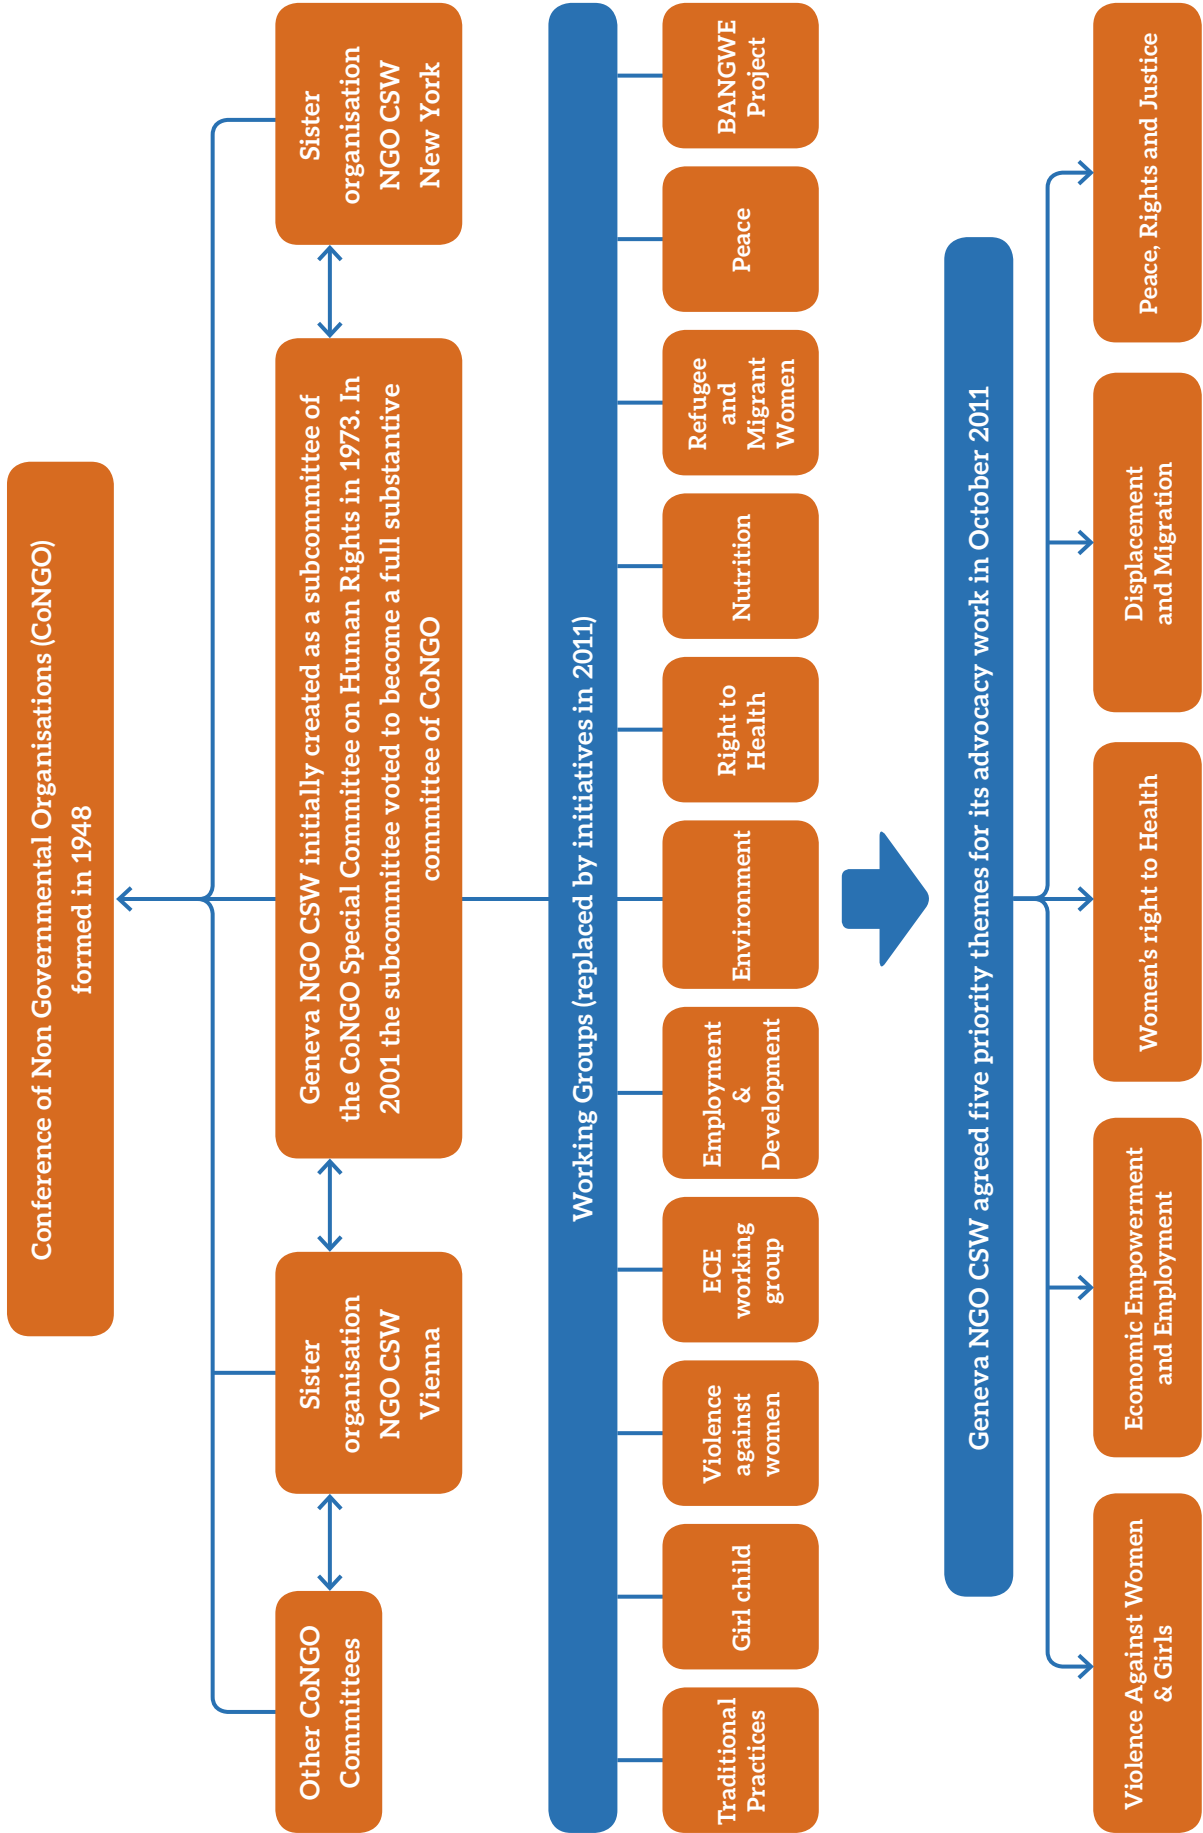 Conference of Non Governmental Organisations (CoNGO)
formed in 1948
Other CoNGO
Committees
Sister
organisation
NGO CSW
Vienna
Geneva NGO CSW initially created as a subcommittee of
the CoNGO Special Committee on Human Rights in 1973. In
2001 the subcommittee voted to become a full substantive
committee of CoNGO
Sister
organisation
NGO CSW
New York
Working Groups (replaced by initiatives in 2011)
Traditional
Practices
Girl child
Violence
against
women
ECE
working
group
Employment
&
Development
Environment
Right to
Health
Nutrition
Refugee
and
Migrant
Women
Peace
BANGWE
Project
Geneva NGO CSW agreed five priority themes for its advocacy work in October 2011
Violence Against Women
& Girls
Economic Empowerment
and Employment
Women's right to Health
Displacement
and Migration
Peace, Rights and Justice